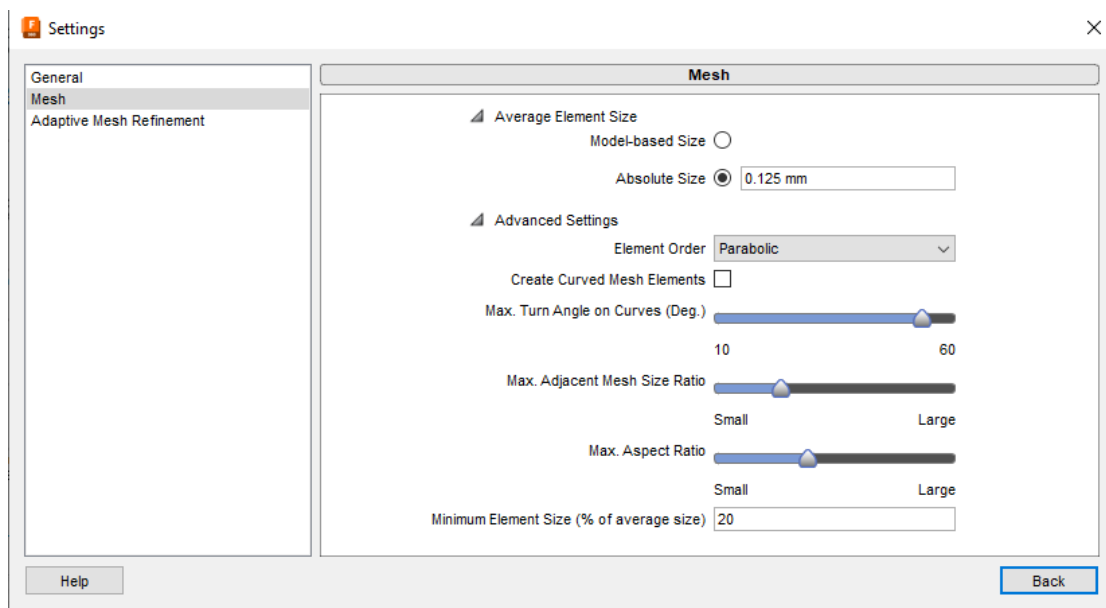 Settings
General
Mesh
Adaptive Mesh Refinement
Mesh
Average Element Size
Model-based Size
Absolute Size 0.125 mm
Advanced Settings
Element Order Parabolic
Create Curved Mesh Elements
Max. Turn Angle on Curves (Deg.)
10 60
Max. Adjacent Mesh Size Ratio
Small Large
Max. Aspect Ratio
Small Large
Minimum Element Size (% of average size) 20
Help Back